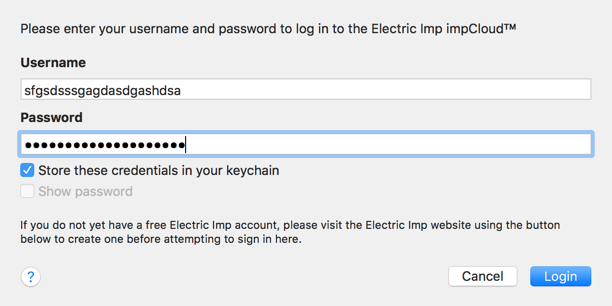 Please enter your username and password to log in to the Electric Imp impCloud™
Username
sfgsdsssgagdasdgashdsa
Password
●●●●●●●●●●●●●●●●●●●●
Store these credentials in your keychain
Show password
If you do not yet have a free Electric Imp account, please visit the Electric Imp website using the button
below to create one before attempting to sign in here.
?
Cancel
Login